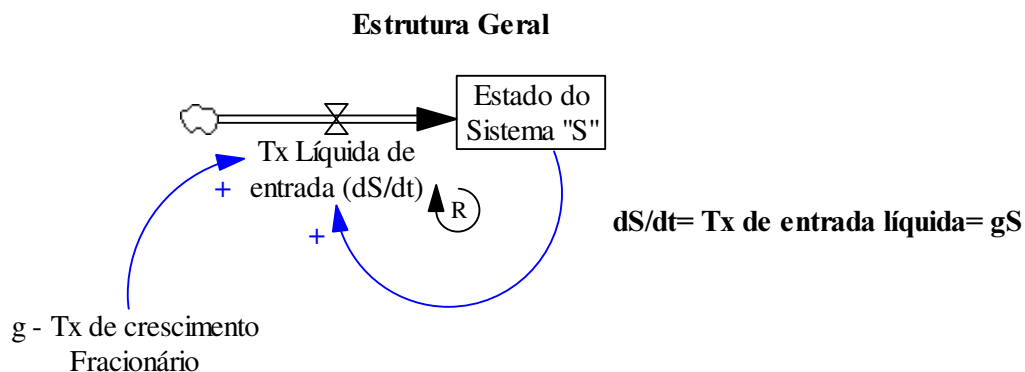 Estrutura Geral
Estado do
Sistema "S"
Tx Líquida de
entrada (dS/dt)
+
R
+
dS/dt= Tx de entrada líquida= gS
g - Tx de crescimento
Fracionário